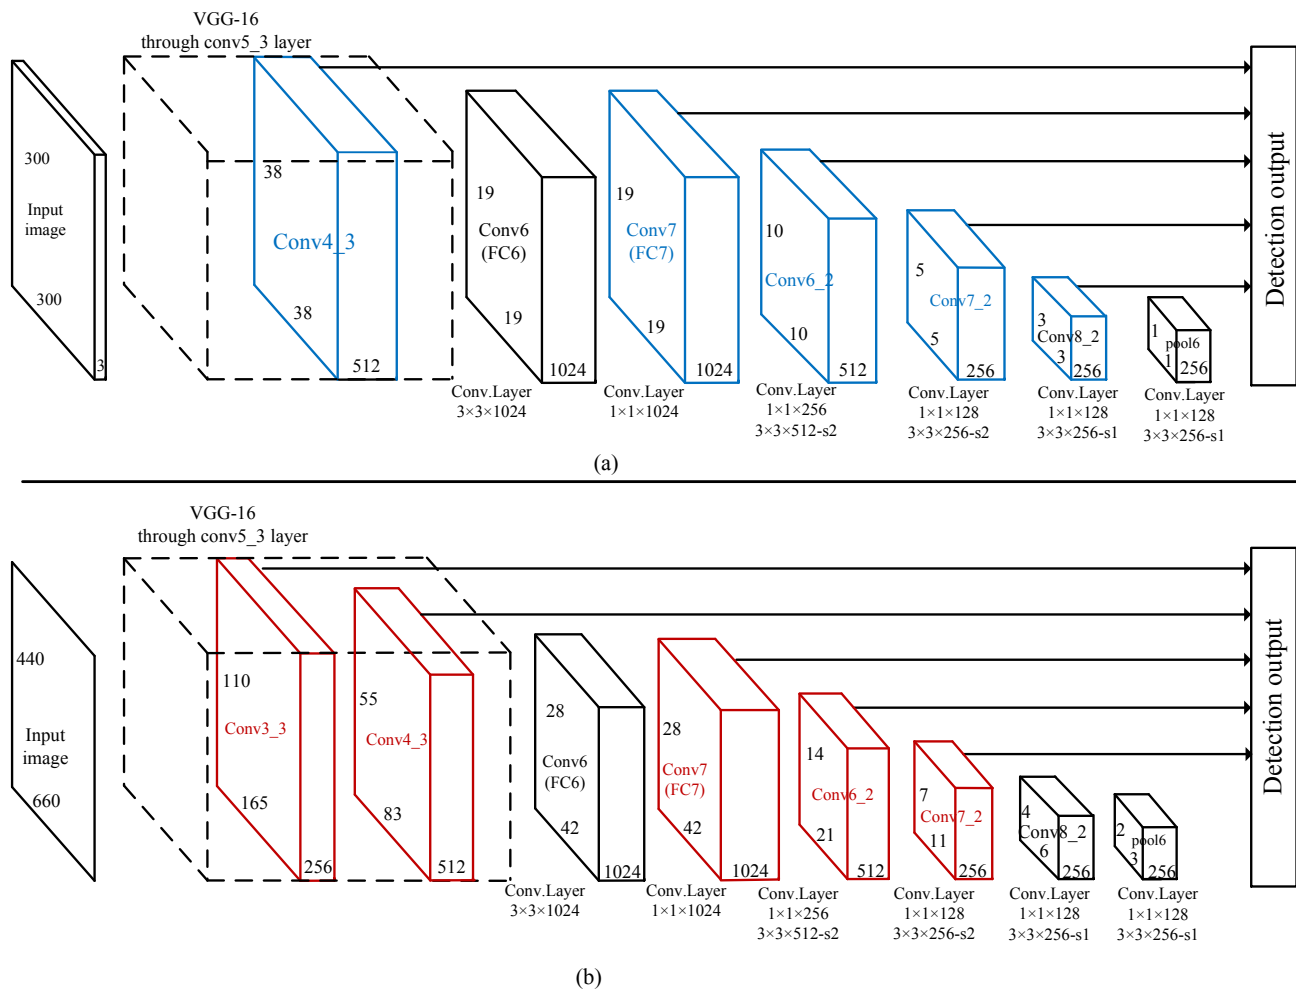 VGG-16
through conv5_3 layer
300
Input
image
300
3
38
Conv4_3
38
512
19
Conv6
(FC6)
19
1024
Conv.Layer
3×3×1024
19
Conv7
(FC7)
19
1024
Conv.Layer
1×1×1024
10
Conv6_2
10
512
Conv.Layer
1×1×256
3×3×512-s2
5
Conv7_2
5
256
Conv.Layer
1×1×128
3×3×256-s2
3
Conv8_2
3
256
Conv.Layer
1×1×128
3×3×256-s1
1
pool6
1
256
Conv.Layer
1×1×128
3×3×256-s1
Detection output
(a)
VGG-16
through conv5_3 layer
440
Input
image
660
110
Conv3_3
165
256
55
Conv4_3
83
512
28
Conv6
(FC6)
42
1024
Conv.Layer
3×3×1024
28
Conv7
(FC7)
42
1024
Conv.Layer
1×1×1024
14
Conv6_2
21
512
Conv.Layer
1×1×256
3×3×512-s2
7
Conv7_2
11
256
Conv.Layer
1×1×128
3×3×256-s2
4
Conv8_2
6
256
Conv.Layer
1×1×128
3×3×256-s1
2
pool6
3
256
Conv.Layer
1×1×128
3×3×256-s1
Detection output
(b)